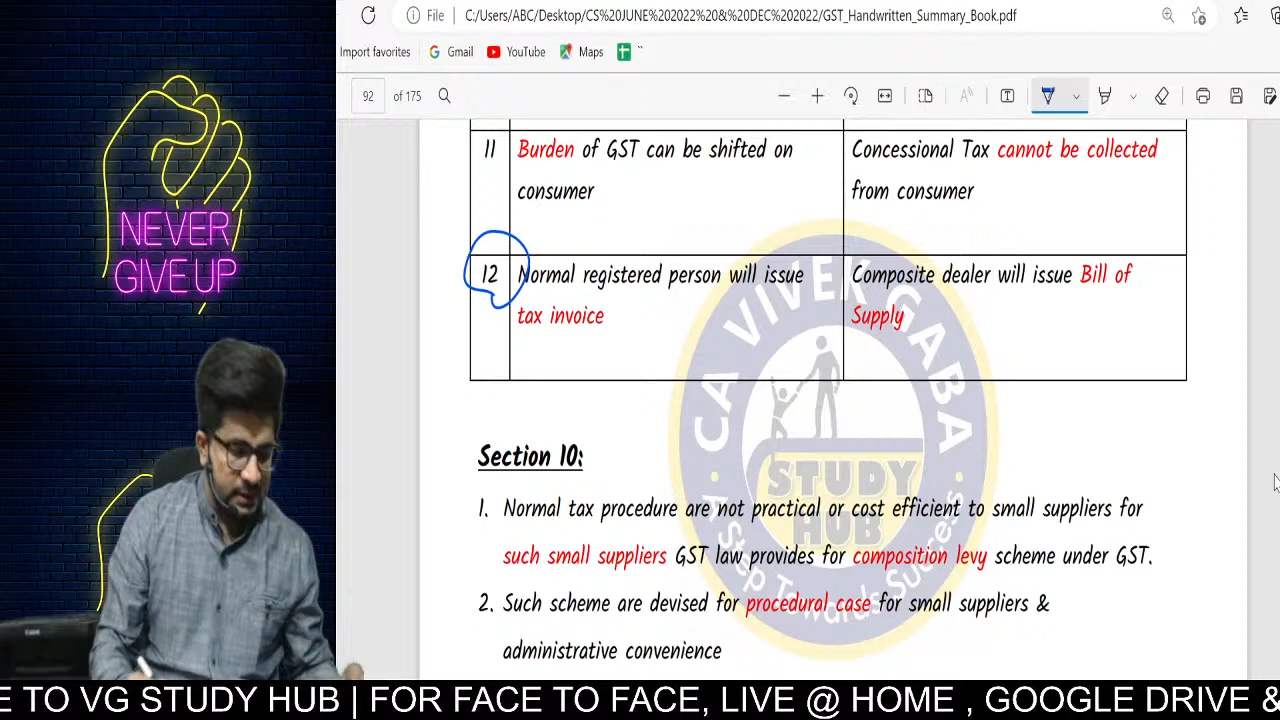 File C:/Users/ABC/Desktop/CS%20JUNE%202022%20&%20DEC%202022/GST_Handwritten_Summary_Book.pdf
Import favorites Gmail YouTube Maps
92 of 175
11 Burden of GST can be shifted on Concessional Tax cannot be collected
consumer from consumer
12 Normal registered person will issue Composite dealer will issue Bill of
tax invoice Supply
NEVER
GIVE UP
STUDY
Section 10:
1. Normal tax procedure are not practical or cost efficient to small suppliers for
such small suppliers GST law provides for composition levy scheme under GST.
2. Such scheme are devised for procedural case for small suppliers &
administrative convenience
E TO VG STUDY HUB | FOR FACE TO FACE, LIVE @ HOME , GOOGLE DRIVE &